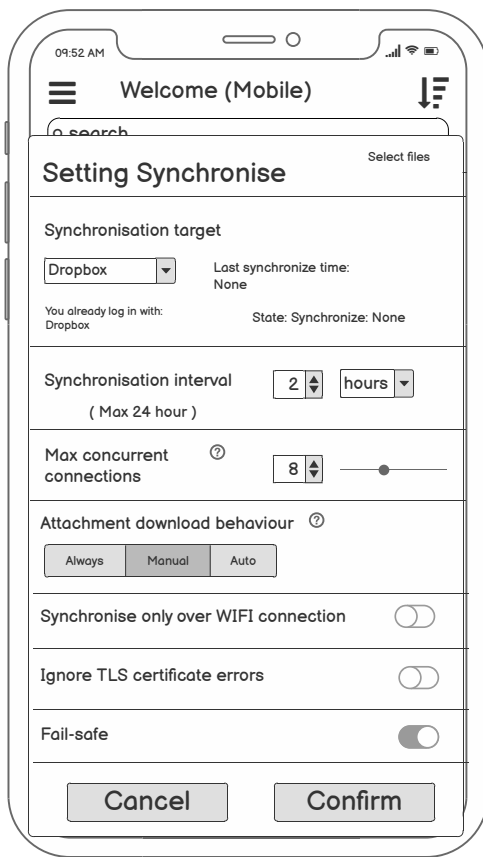 09:52 AM
Welcome (Mobile)
search
Select files
Setting Synchronise
Synchronisation target
Dropbox
Last synchronize time:
None
You already log in with:
Dropbox
State: Synchronize: None
Synchronisation interval
2
hours
( Max 24 hour )
Max concurrent
connections
?
8
Attachment download behaviour ?
Always Manual Auto
Synchronise only over WIFI connection
Ignore TLS certificate errors
Fail-safe
Cancel Confirm